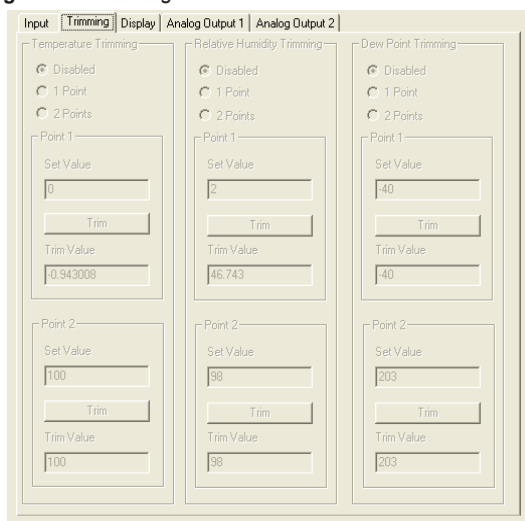 Input Trimming Display Analog Output 1 Analog Output 2
Temperature Trimming
Disabled
1 Point
2 Points
Point 1
Set Value
0
Trim
Trim Value
-0.943008
Point 2
Set Value
100
Trim
Trim Value
100
Relative Humidity Trimming
Disabled
1 Point
2 Points
Point 1
Set Value
2
Trim
Trim Value
46.743
Point 2
Set Value
98
Trim
Trim Value
98
Dew Point Trimming
Disabled
1 Point
2 Points
Point 1
Set Value
-40
Trim
Trim Value
-40
Point 2
Set Value
203
Trim
Trim Value
203